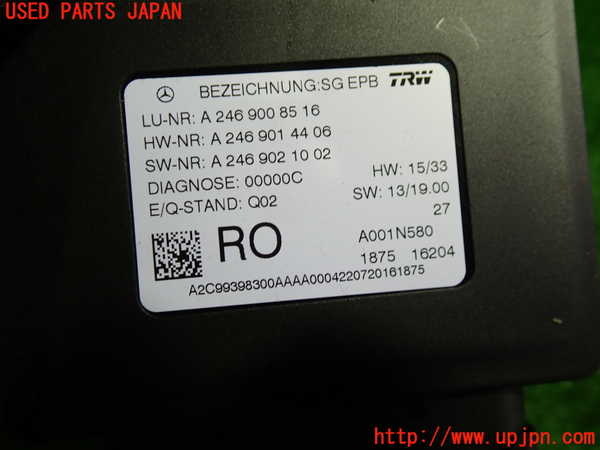 USED PARTS JAPAN
BEZEICHNUNG:SG EPB TRW
LU-NR: A 246 900 85 16
HW-NR: A 246 901 44 06
SW-NR: A 246 902 10 02
DIAGNOSE: 00000C
HW: 15/33
E/Q-STAND: Q02
SW: 13/19.00
27
RO
A001N580
1875 16204
A2C99398300AAAA0004220720161875
http://www.upjpn.com/